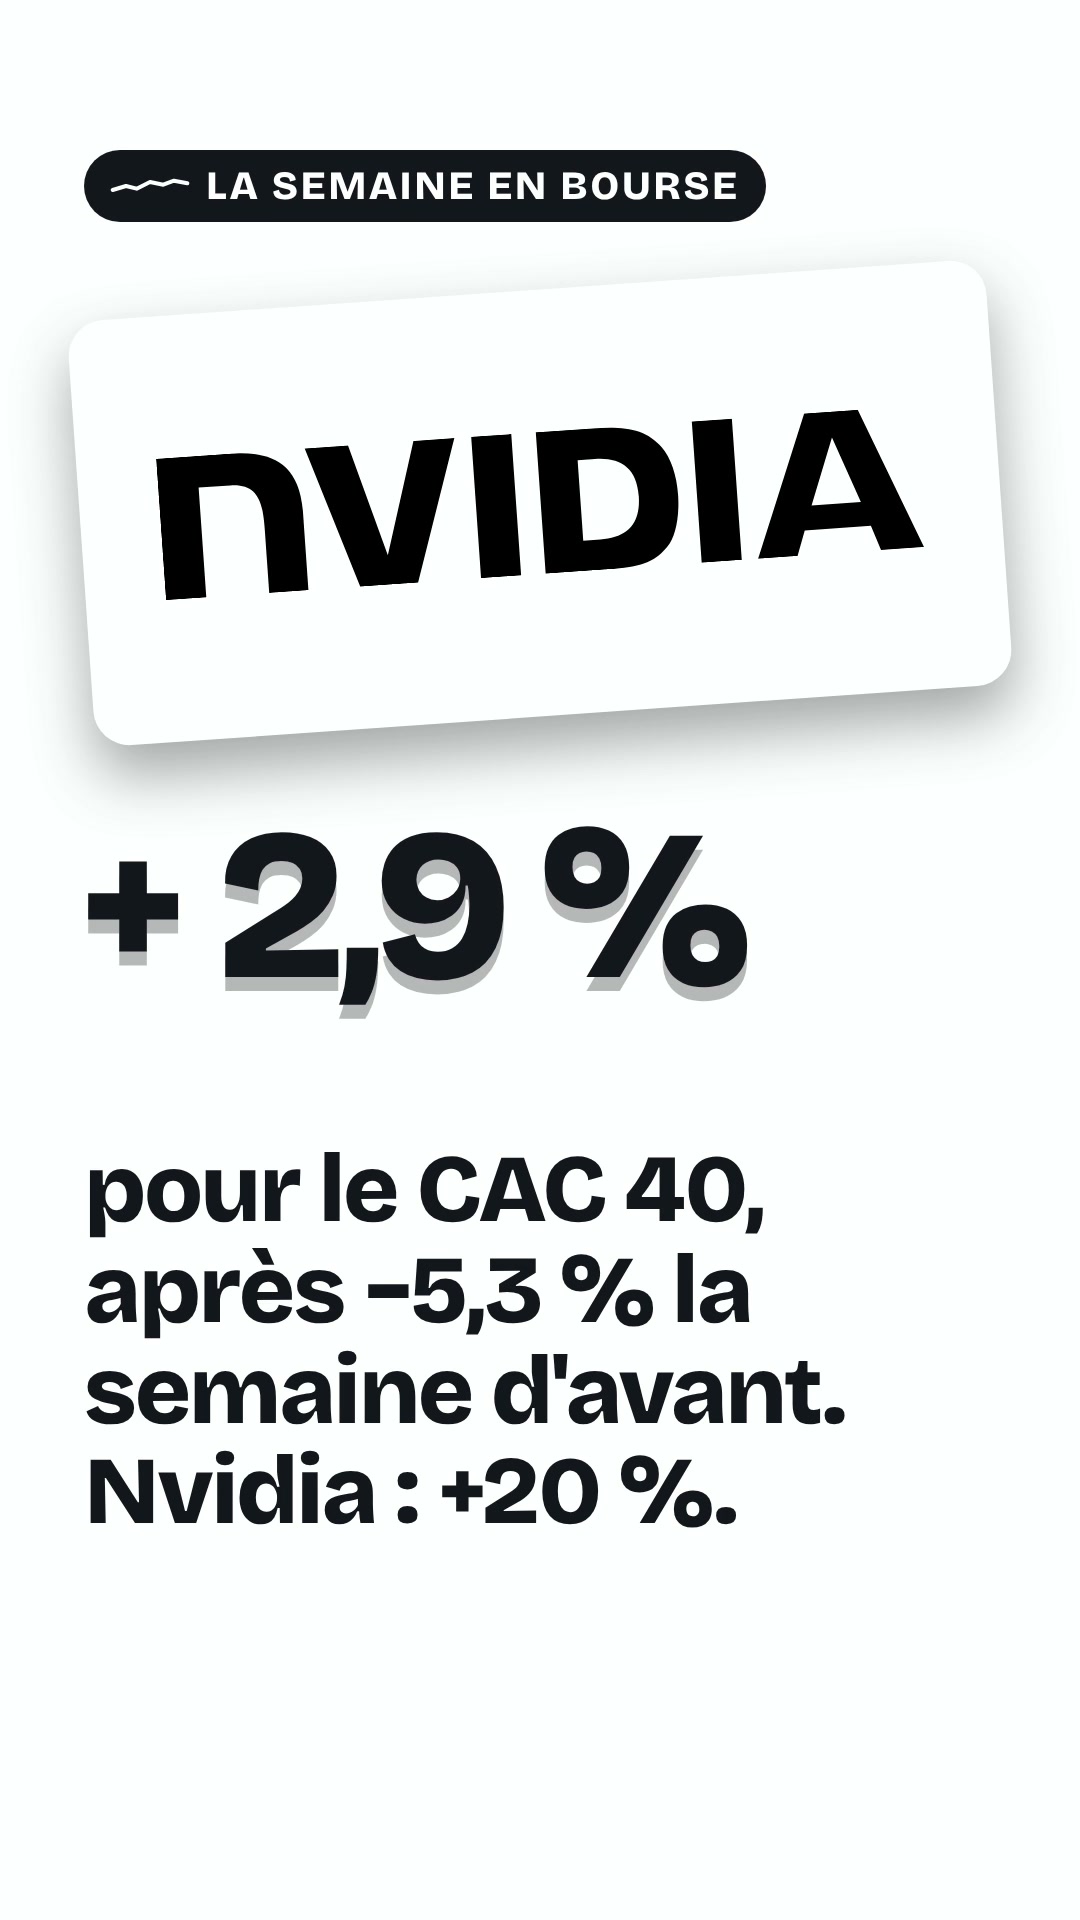 LA SEMAINE EN BOURSE
NVIDIA
+ 2,9 %
pour le CAC 40,
après −5,3 % la
semaine d'avant.
Nvidia : +20 %.